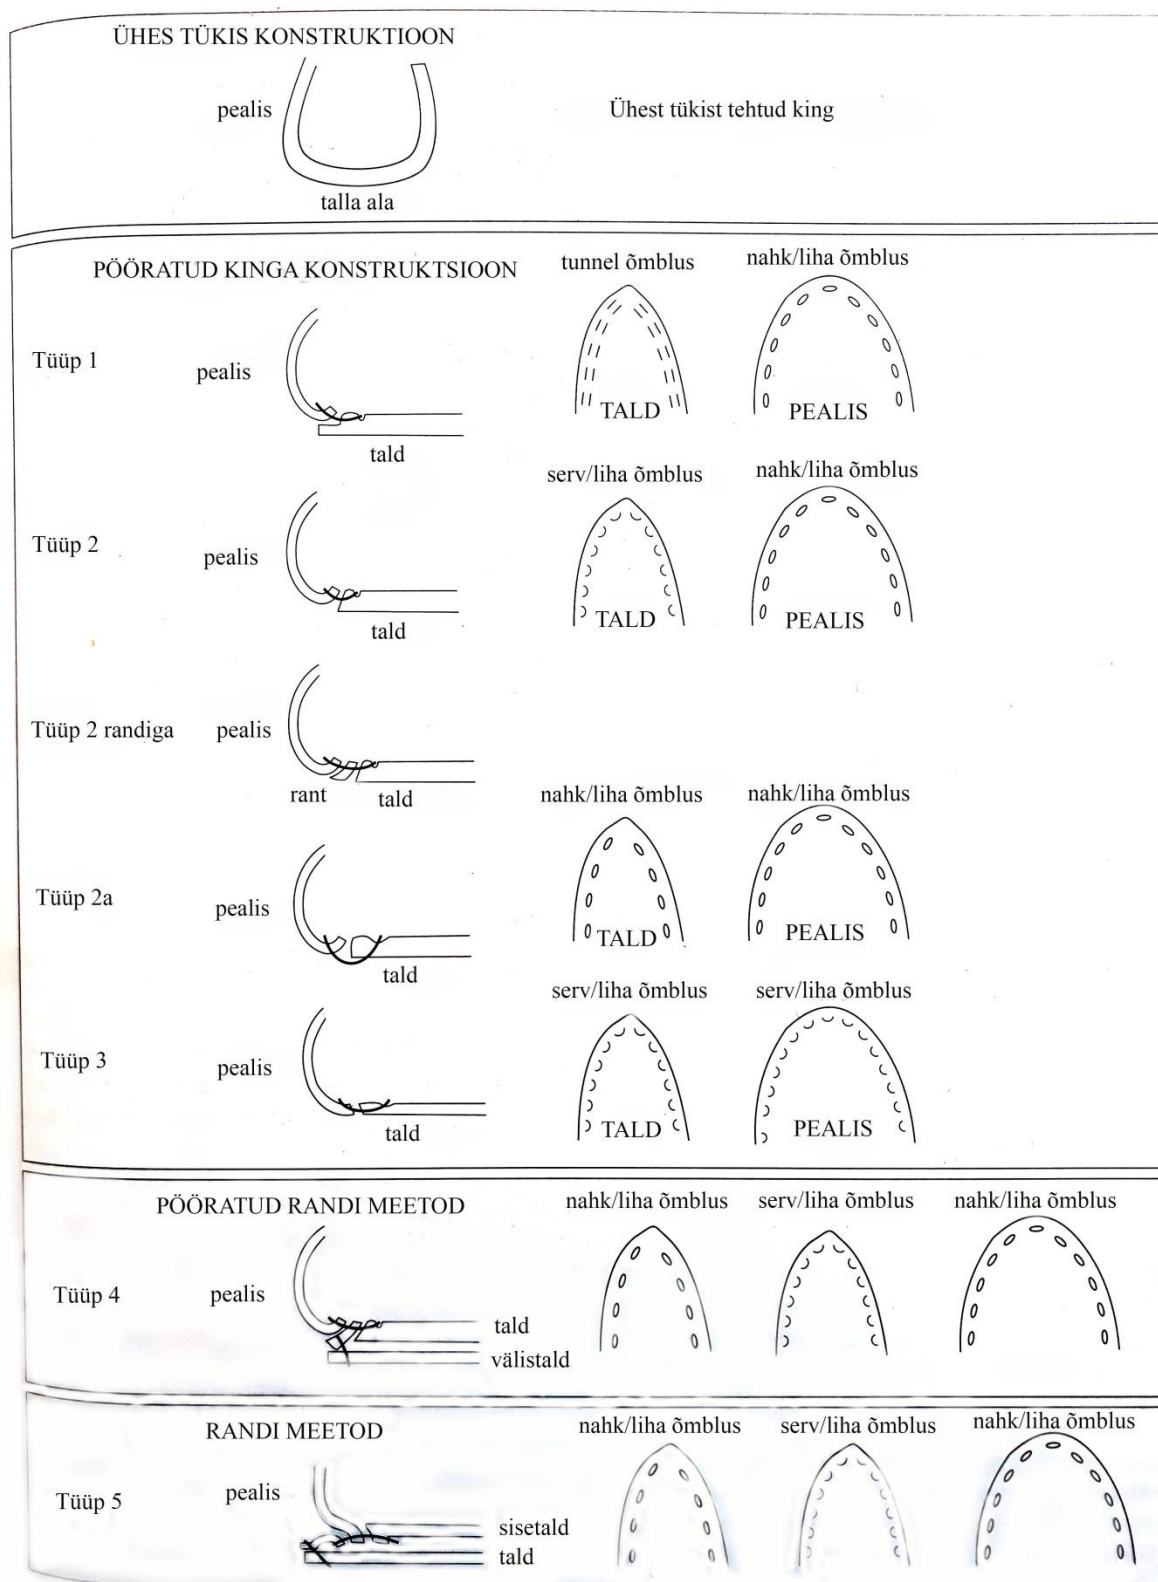 ÜHES TÜKIS KONSTRUKTIOON
pealis
Ühest tükist tehtud king
talla ala
PÖÖRATUD KINGA KONSTRUKTSIOON
tunnel õmblus
nahk/liha õmblus
Tüüp 1
pealis
tald
TALD
PEALIS
serv/liha õmblus
nahk/liha õmblus
Tüüp 2
pealis
tald
TALD
PEALIS
Tüüp 2 randiga
pealis
rant
tald
nahk/liha õmblus
nahk/liha õmblus
Tüüp 2a
pealis
tald
TALD
PEALIS
serv/liha õmblus
serv/liha õmblus
Tüüp 3
pealis
tald
TALD
PEALIS
PÖÖRATUD RANDI MEETOD
nahk/liha õmblus
serv/liha õmblus
nahk/liha õmblus
Tüüp 4
pealis
tald
välistald
RANDI MEETOD
nahk/liha õmblus
serv/liha õmblus
nahk/liha õmblus
Tüüp 5
pealis
sisetald
tald